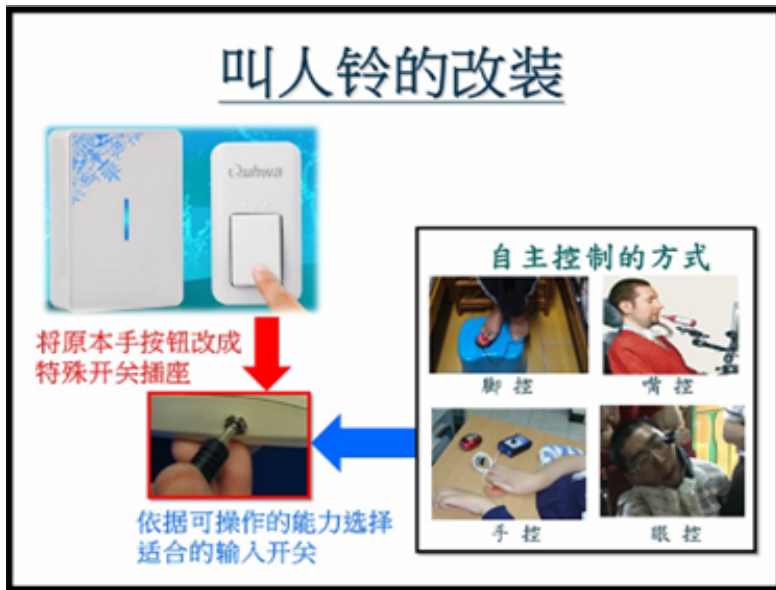 叫人铃的改装
Quhwa
将原本手按钮改成
特殊开关插座
自主控制的方式
脚控
嘴控
手控
眼控
依据可操作的能力选择
适合的输入开关